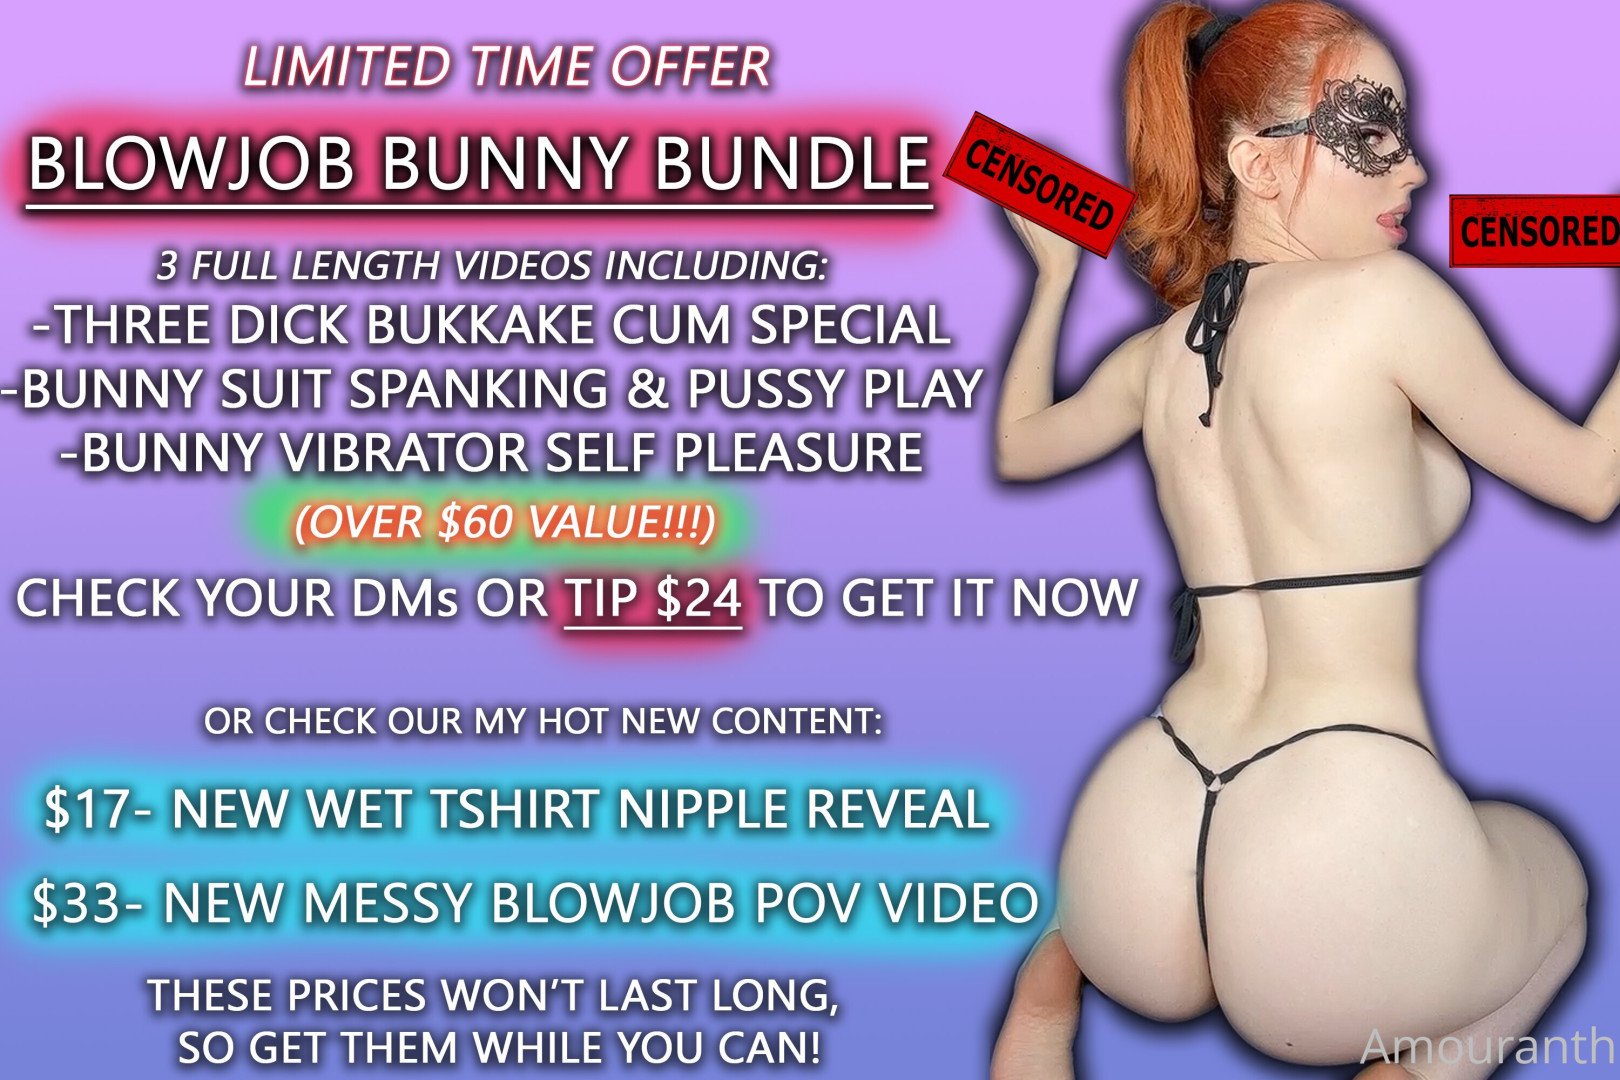 LIMITED TIME OFFER
BLOWJOB BUNNY BUNDLE
CENSORED
CENSORED
3 FULL LENGTH VIDEOS INCLUDING:
-THREE DICK BUKKAKE CUM SPECIAL
-BUNNY SUIT SPANKING & PUSSY PLAY
-BUNNY VIBRATOR SELF PLEASURE
(OVER $60 VALUE!!!)
CHECK YOUR DMs OR TIP $24 TO GET IT NOW
OR CHECK OUR MY HOT NEW CONTENT:
$17- NEW WET TSHIRT NIPPLE REVEAL
$33- NEW MESSY BLOWJOB POV VIDEO
THESE PRICES WON'T LAST LONG,
SO GET THEM WHILE YOU CAN!
Amouranth